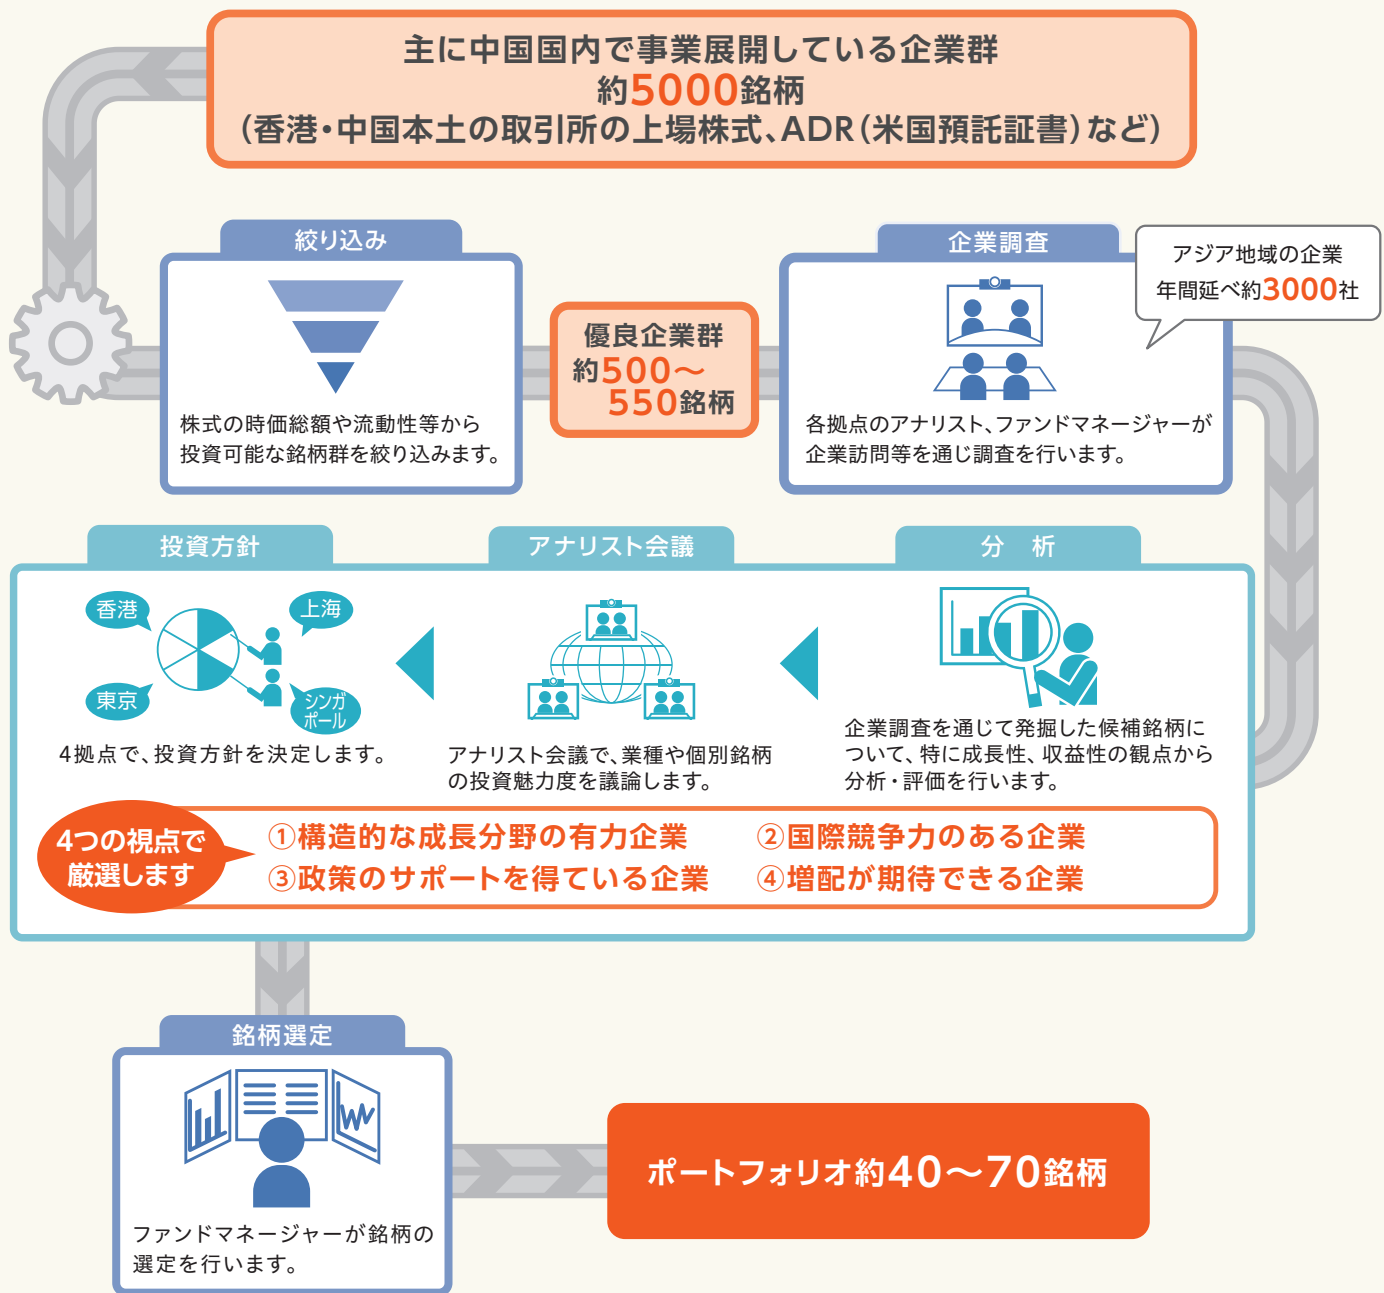 主に中国国内で事業展開している企業群
約5000銘柄
(香港・中国本土の取引所の上場株式、ADR(米国預託証書)など)
絞り込み
株式の時価総額や流動性等から
投資可能な銘柄群を絞り込みます。
優良企業群
約500〜
550銘柄
企業調査
アジア地域の企業
年間延べ約3000社
各拠点のアナリスト、ファンドマネージャーが
企業訪問等を通じ調査を行います。
分 析
企業調査を通じて発掘した候補銘柄に
ついて、特に成長性、収益性の観点から
分析・評価を行います。
アナリスト会議
アナリスト会議で、業種や個別銘柄
の投資魅力度を議論します。
投資方針
香港
上海
東京
シンガ
ポール
4拠点で、投資方針を決定します。
4つの視点で
厳選します
①構造的な成長分野の有力企業 ②国際競争力のある企業
③政策のサポートを得ている企業 ④増配が期待できる企業
銘柄選定
ファンドマネージャーが銘柄の
選定を行います。
ポートフォリオ約40〜70銘柄